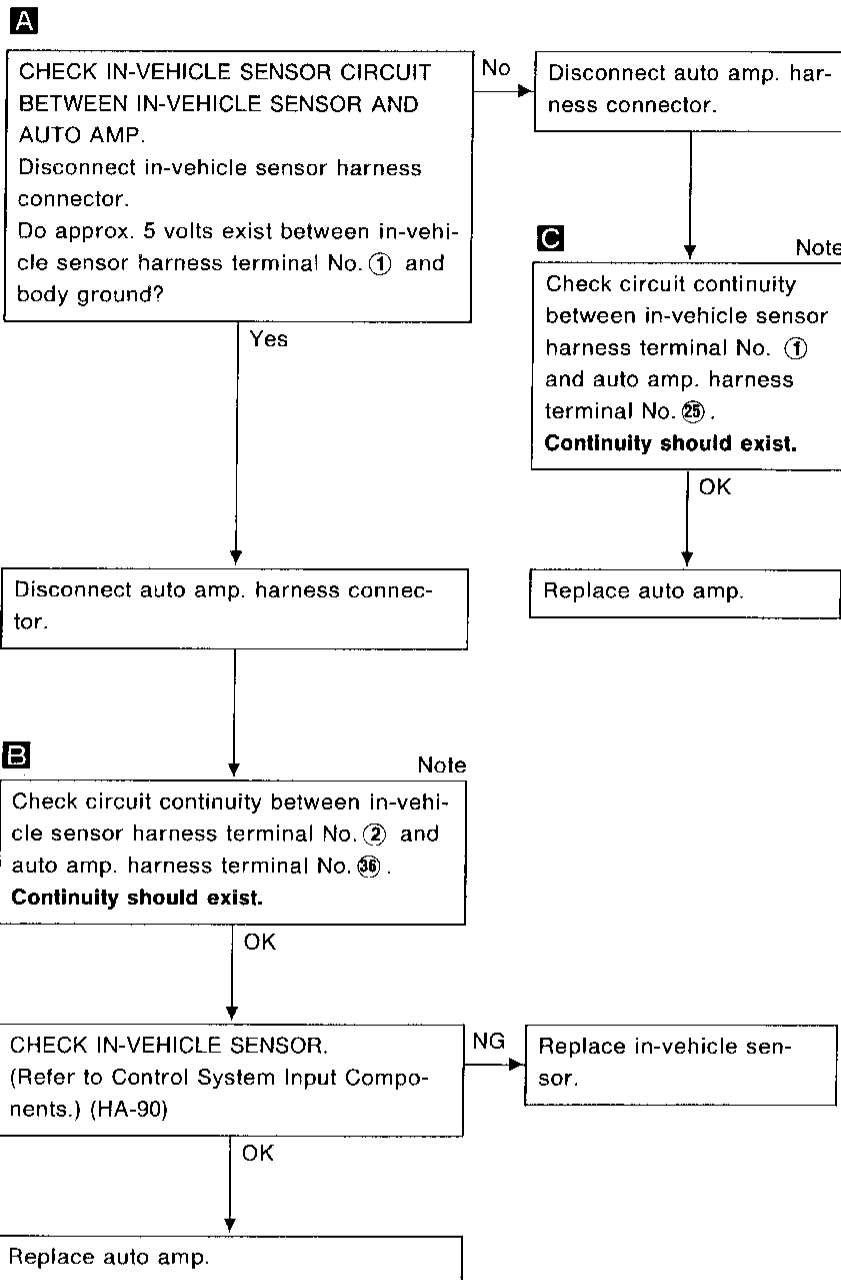 A
CHECK IN-VEHICLE SENSOR CIRCUIT
BETWEEN IN-VEHICLE SENSOR AND
AUTO AMP.
Disconnect in-vehicle sensor harness
connector.
Do approx. 5 volts exist between in-vehi-
cle sensor harness terminal No. ① and
body ground?
No
Disconnect auto amp. har-
ness connector.
Yes
C
Note
Check circuit continuity
between in-vehicle sensor
harness terminal No. ①
and auto amp. harness
terminal No. ㉕.
Continuity should exist.
OK
Replace auto amp.
Disconnect auto amp. harness connec-
tor.
B
Note
Check circuit continuity between in-vehi-
cle sensor harness terminal No. ② and
auto amp. harness terminal No. ㊱.
Continuity should exist.
OK
CHECK IN-VEHICLE SENSOR.
(Refer to Control System Input Compo-
nents.) (HA-90)
NG
Replace in-vehicle sen-
sor.
OK
Replace auto amp.